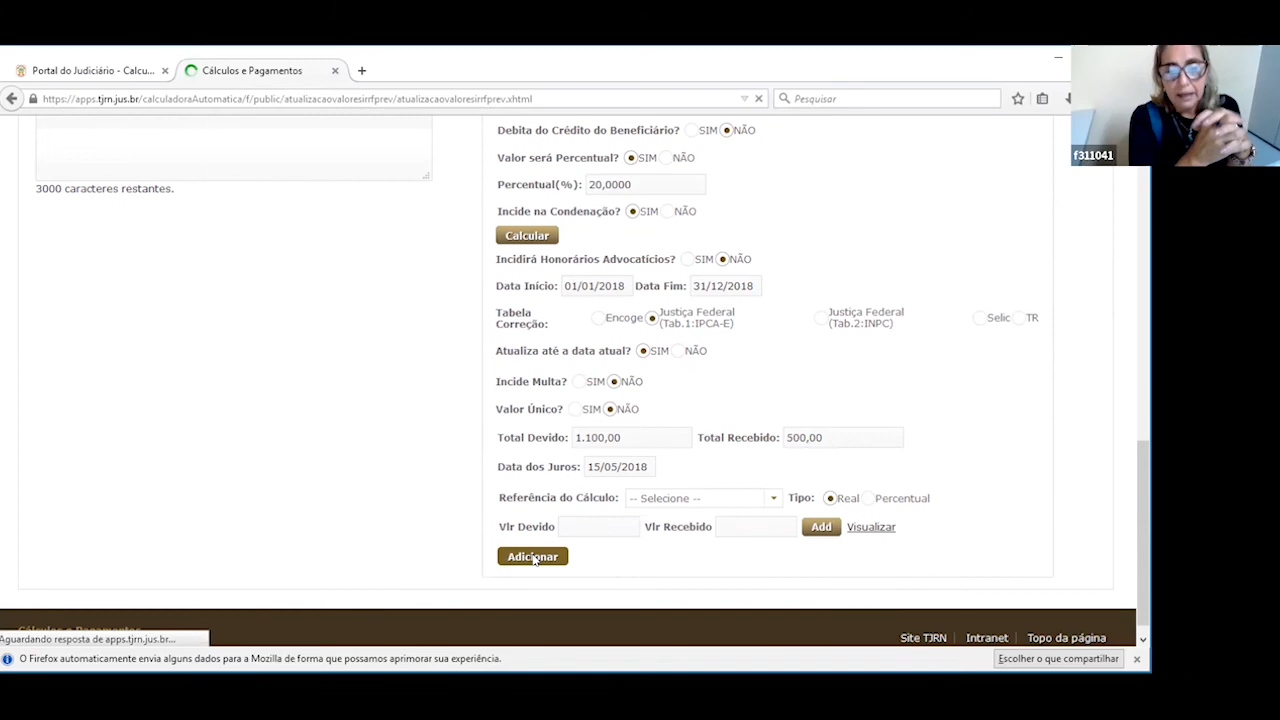 Portal do Judiciário - Calcu...
Cálculos e Pagamentos
https://apps.tjrn.jus.br/calculadoraAutomatica/f/public/atualizacaovaloresirrfprev/atualizacaovaloresirrfprev.xhtml
Pesquisar
f311041
Debita do Crédito do Beneficiário? SIM NÃO
Valor será Percentual? SIM NÃO
3000 caracteres restantes.
Percentual(%): 20,0000
Incide na Condenação? SIM NÃO
Calcular
Incidirá Honorários Advocatícios? SIM NÃO
Data Início: 01/01/2018 Data Fim: 31/12/2018
Tabela Correção: Encoge Justiça Federal (Tab.1:IPCA-E) Justiça Federal (Tab.2:INPC) Selic TR
Atualiza até a data atual? SIM NÃO
Incide Multa? SIM NÃO
Valor Único? SIM NÃO
Total Devido: 1.100,00 Total Recebido: 500,00
Data dos Juros: 15/05/2018
Referência do Cálculo: -- Selecione -- Tipo: Real Percentual
Vlr Devido Vlr Recebido Add Visualizar
Adicionar
Cálculos e Pagamentos
Aguardando resposta de apps.tjrn.jus.br...
Site TJRN Intranet Topo da página
O Firefox automaticamente envia alguns dados para a Mozilla de forma que possamos aprimorar sua experiência.
Escolher o que compartilhar